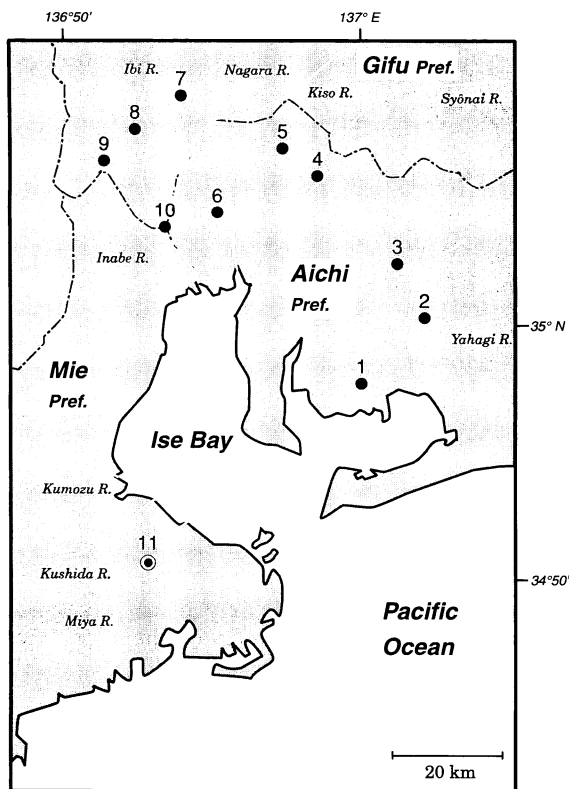 136°50' 137° E
Ibi R. 7 Nagara R. Gifu Pref.
Kiso R. Syônai R.
8
9 5 4
10 6
Inabe R. Aichi 3
Pref. 2
35° N
Yahagi R.
Mie 1
Pref.
Ise Bay
Kumozu R.
11
Kushida R. 34°50'
Miya R. Pacific
Ocean
20 km